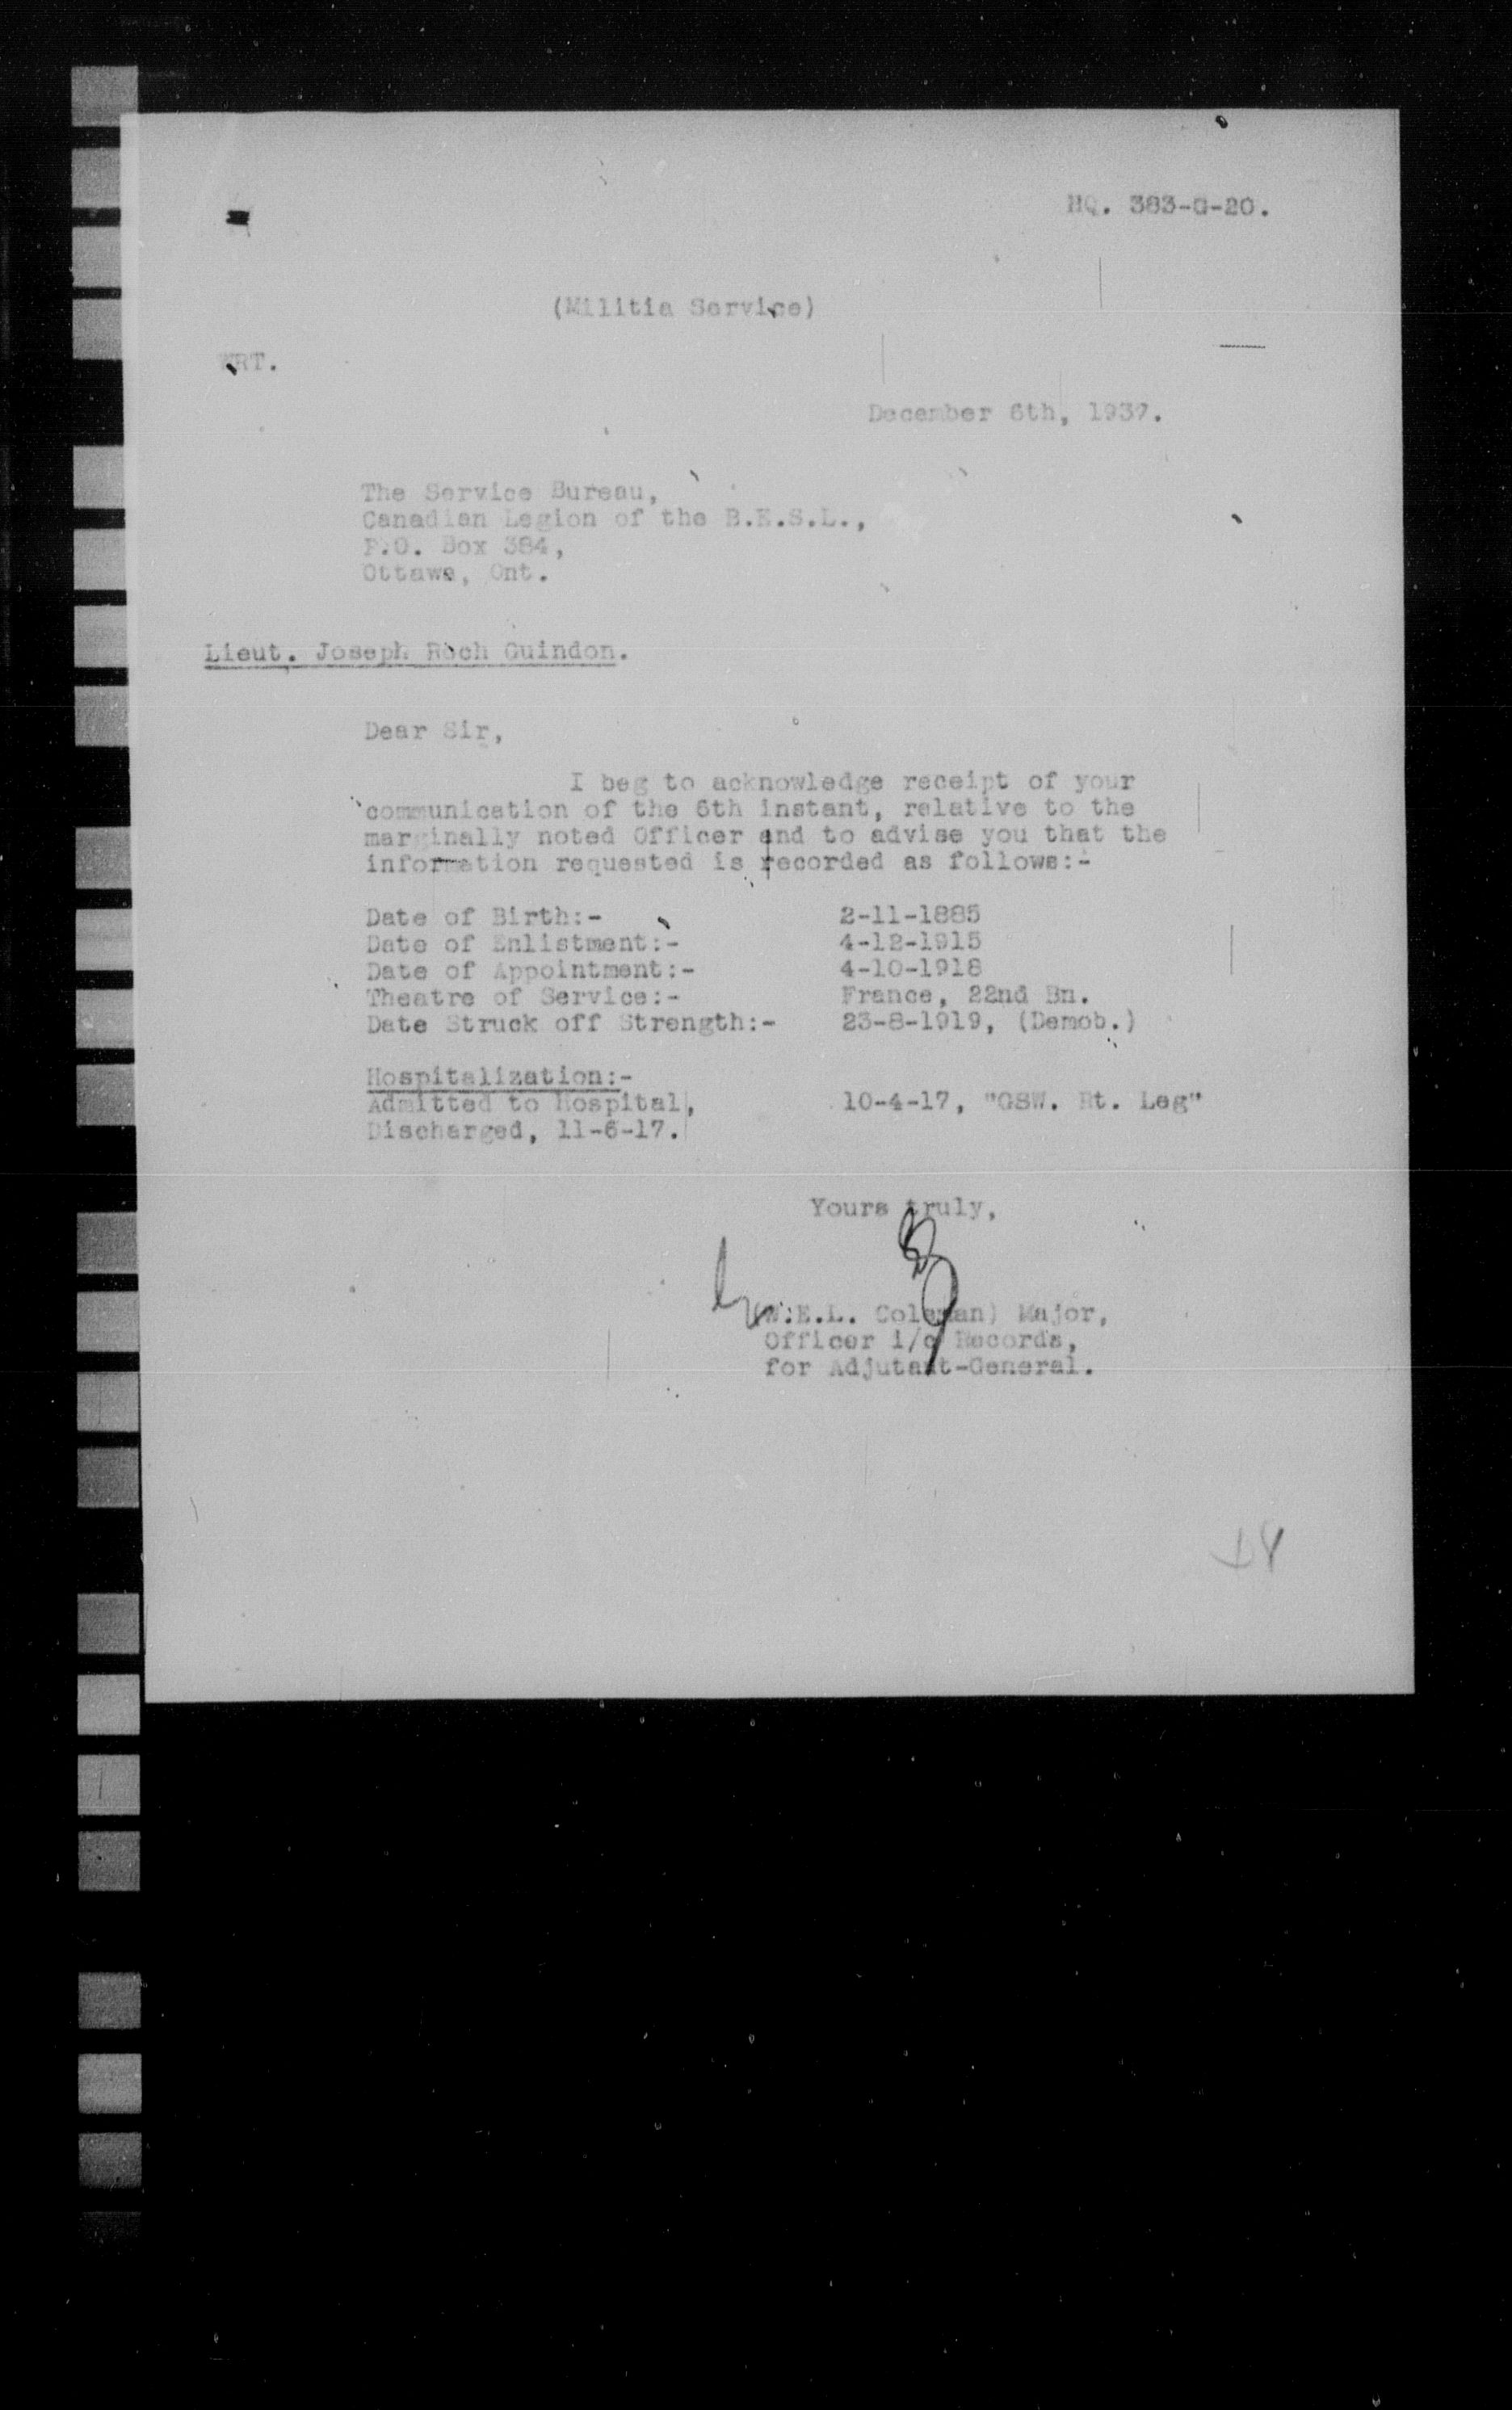 HQ. 383-G-20.
(Militia Service)
WRT.
December 6th, 1937.
The Service Bureau,
Canadian Legion of the B.E.S.L.,
P.O. Box 384,
Ottawa, Ont.
Lieut. Joseph Roch Guindon.
Dear Sir,
I beg to acknowledge receipt of your
communication of the 6th instant, relative to the
marginally noted Officer and to advise you that the
information requested is recorded as follows:-
Date of Birth:- 2-11-1885
Date of Enlistment:- 4-12-1915
Date of Appointment:- 4-10-1918
Theatre of Service:- France, 22nd Bn.
Date Struck off Strength:- 23-8-1919, (Demob.)
Hospitalization:-
Admitted to Hospital, 10-4-17, "GSW. Rt. Leg"
Discharged, 11-6-17.
Yours truly,
(W.E.L. Coleman) Major,
Officer i/c Records,
for Adjutant-General.